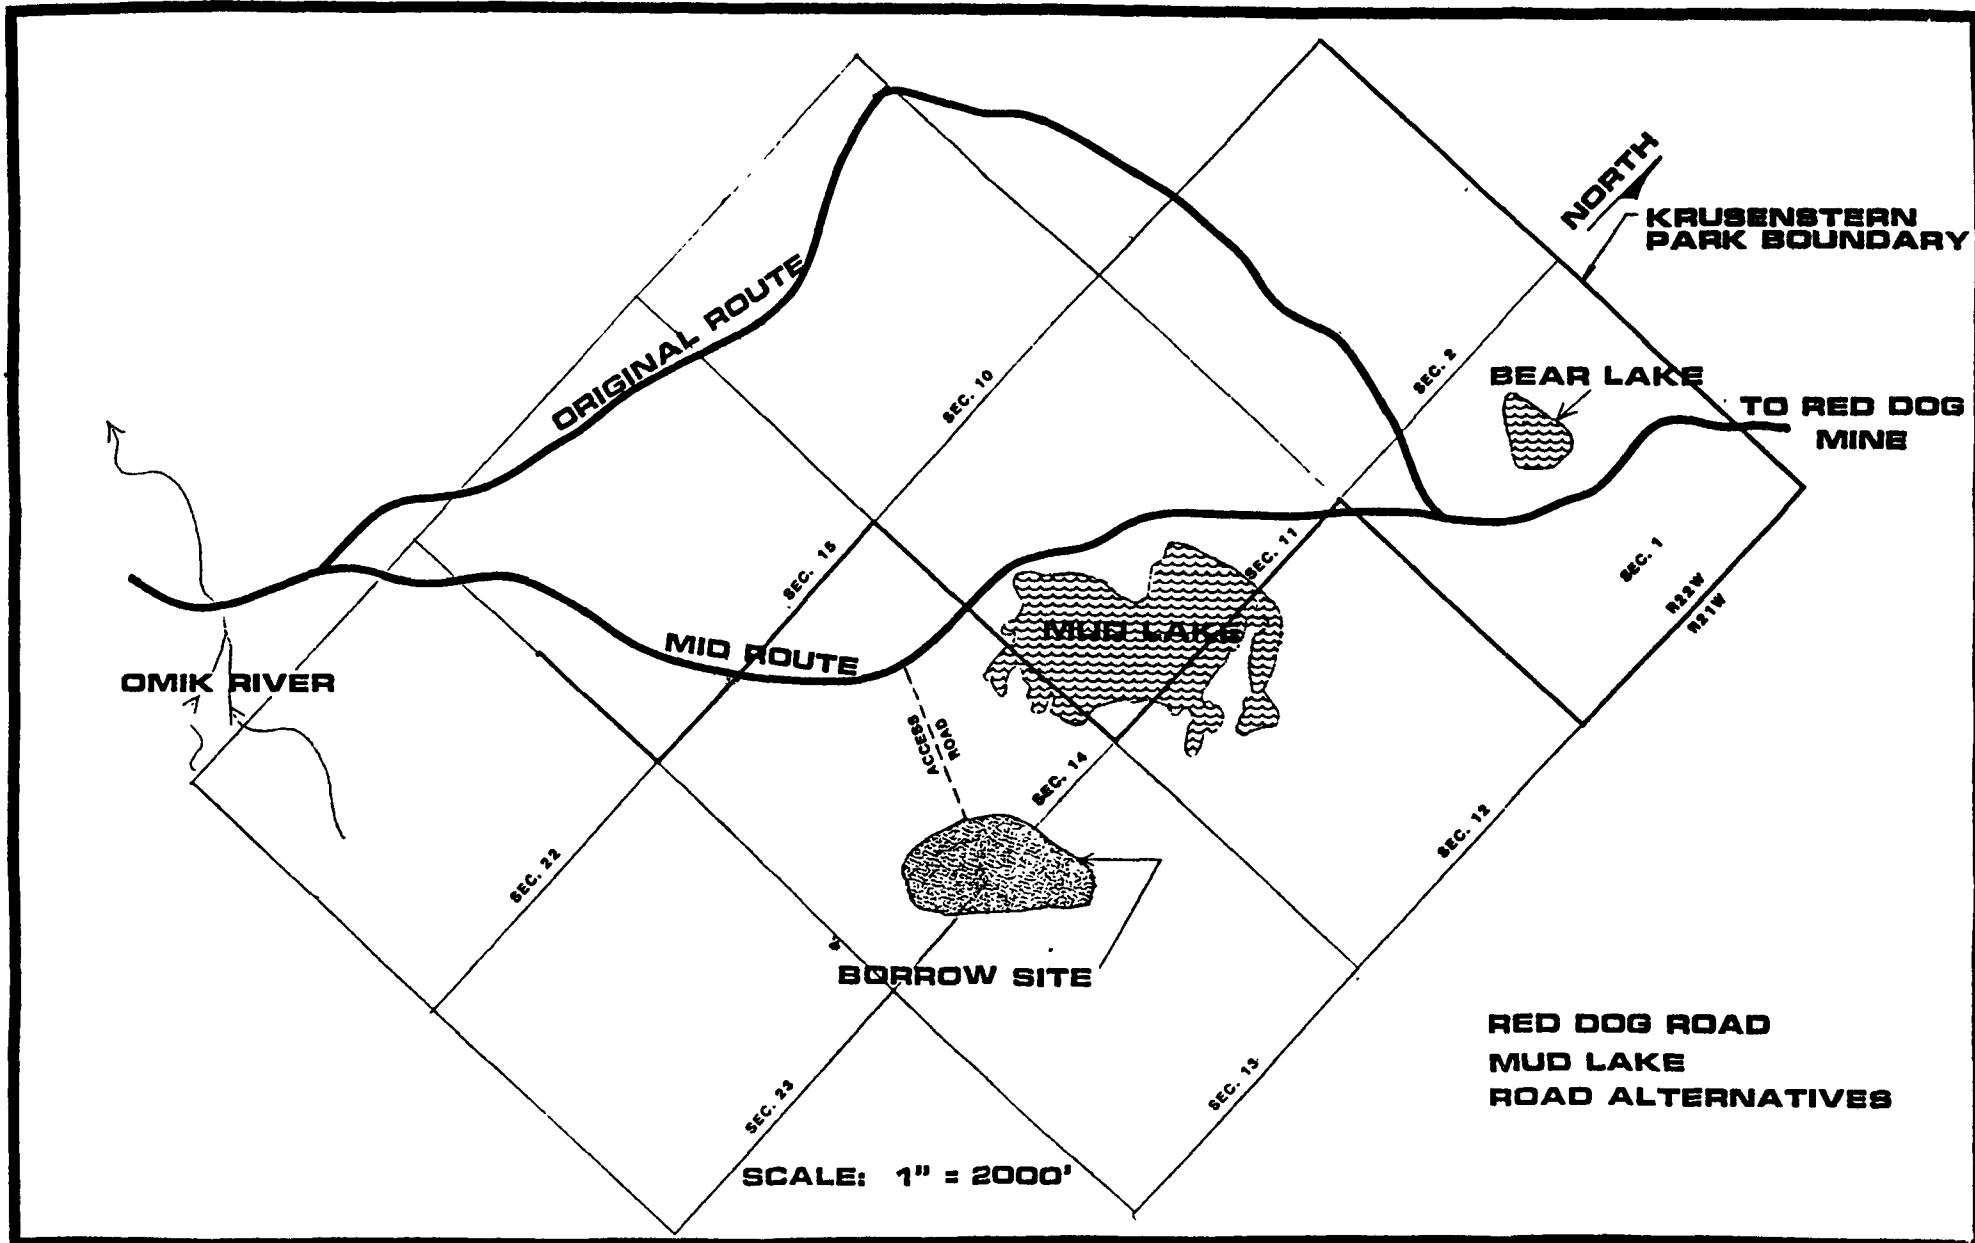 NORTH
KRUSENSTERN
PARK BOUNDARY
ORIGINAL ROUTE
SEC. 10
SEC. 2
BEAR LAKE
TO RED DOG
MINE
SEC. 15
SEC. 11
SEC. 1
R22W
R21W
MUD LAKE
MID ROUTE
OMIK RIVER
ACCESS
ROAD
SEC. 14
SEC. 12
SEC. 22
BORROW SITE
SEC. 23
SEC. 13
RED DOG ROAD
MUD LAKE
ROAD ALTERNATIVES
SCALE: 1" = 2000'